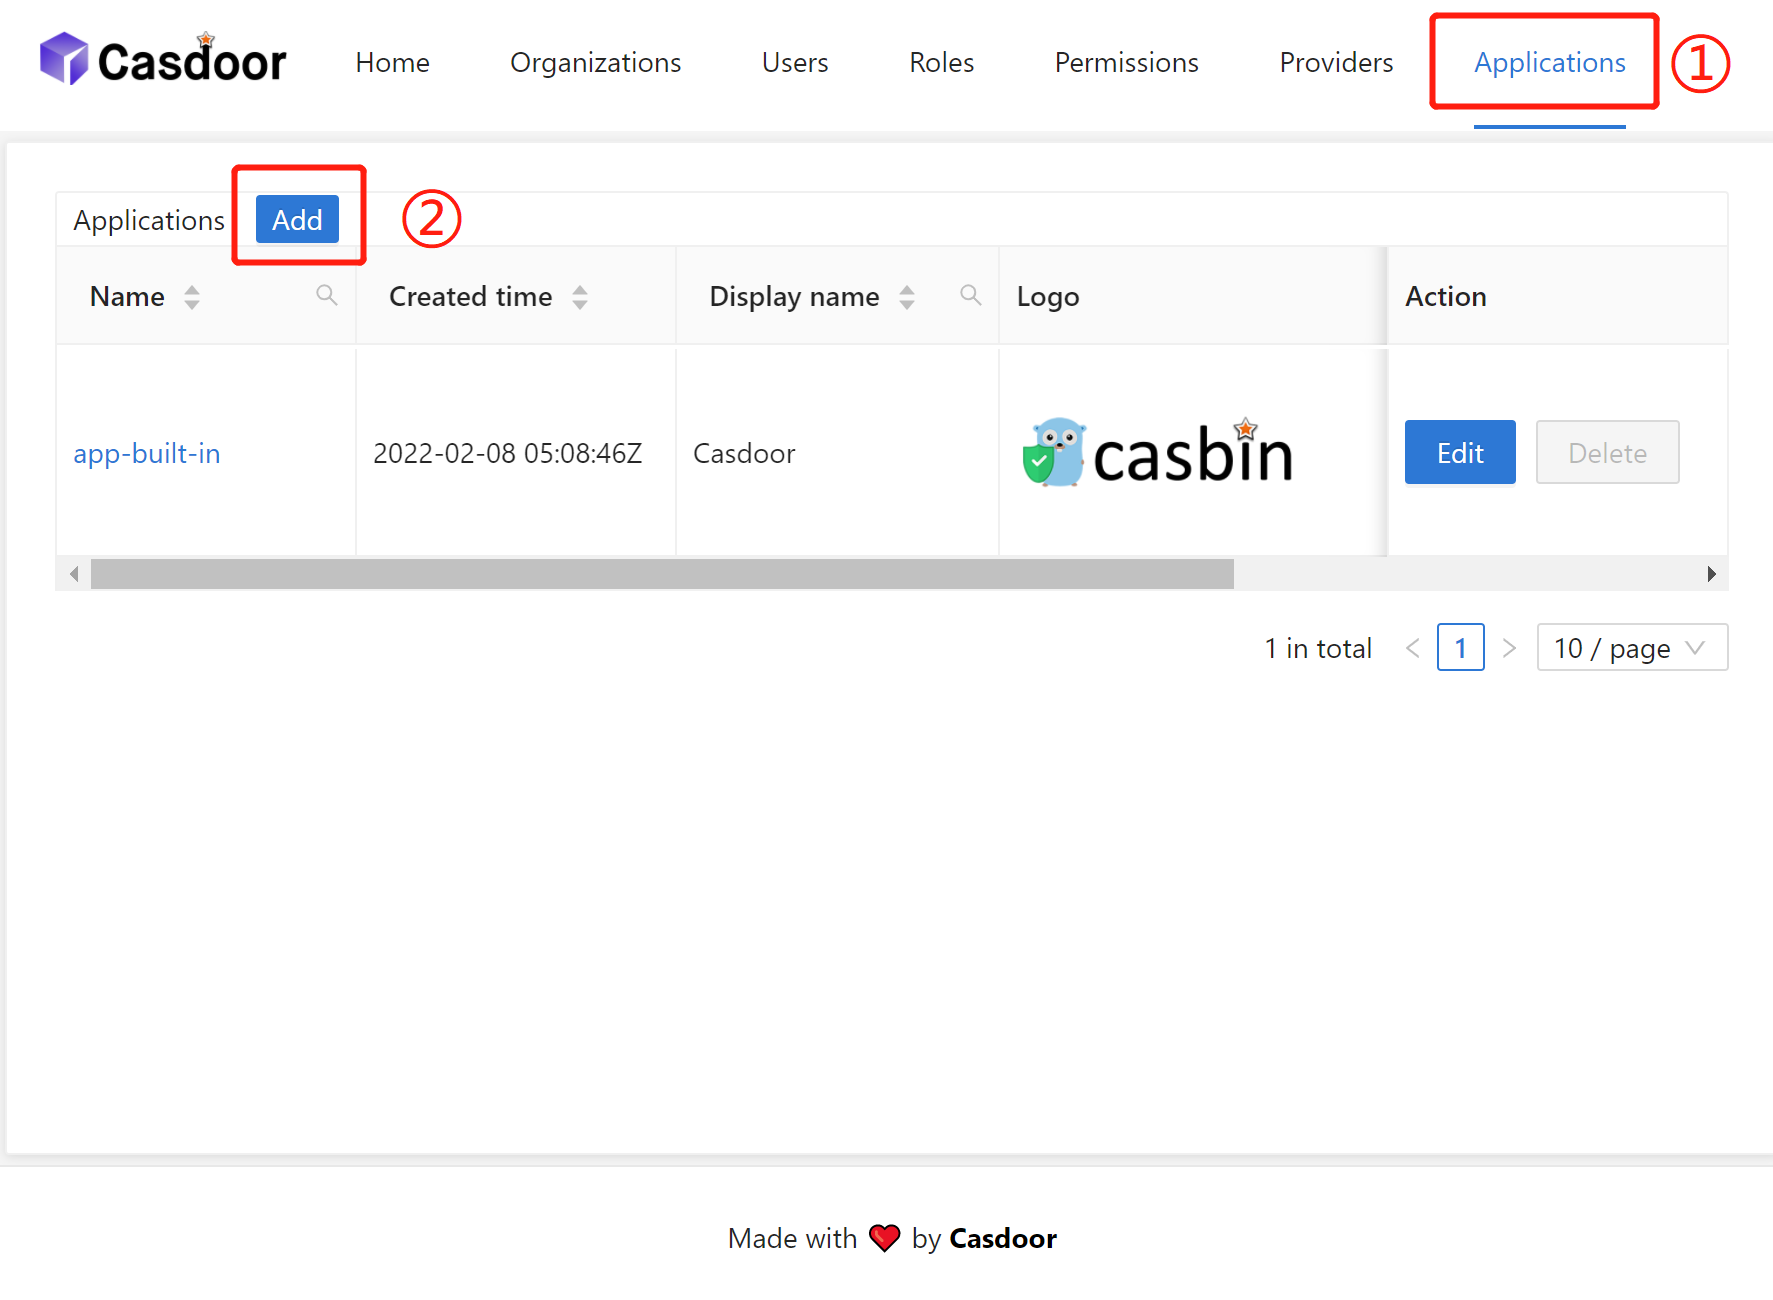 Casdoor Home Organizations Users Roles Permissions Providers Applications ①
Applications Add ②
Name Created time Display name Logo Action
app-built-in 2022-02-08 05:08:46Z Casdoor casbin Edit Delete
1 in total < 1 > 10 / page
Made with ❤ by Casdoor